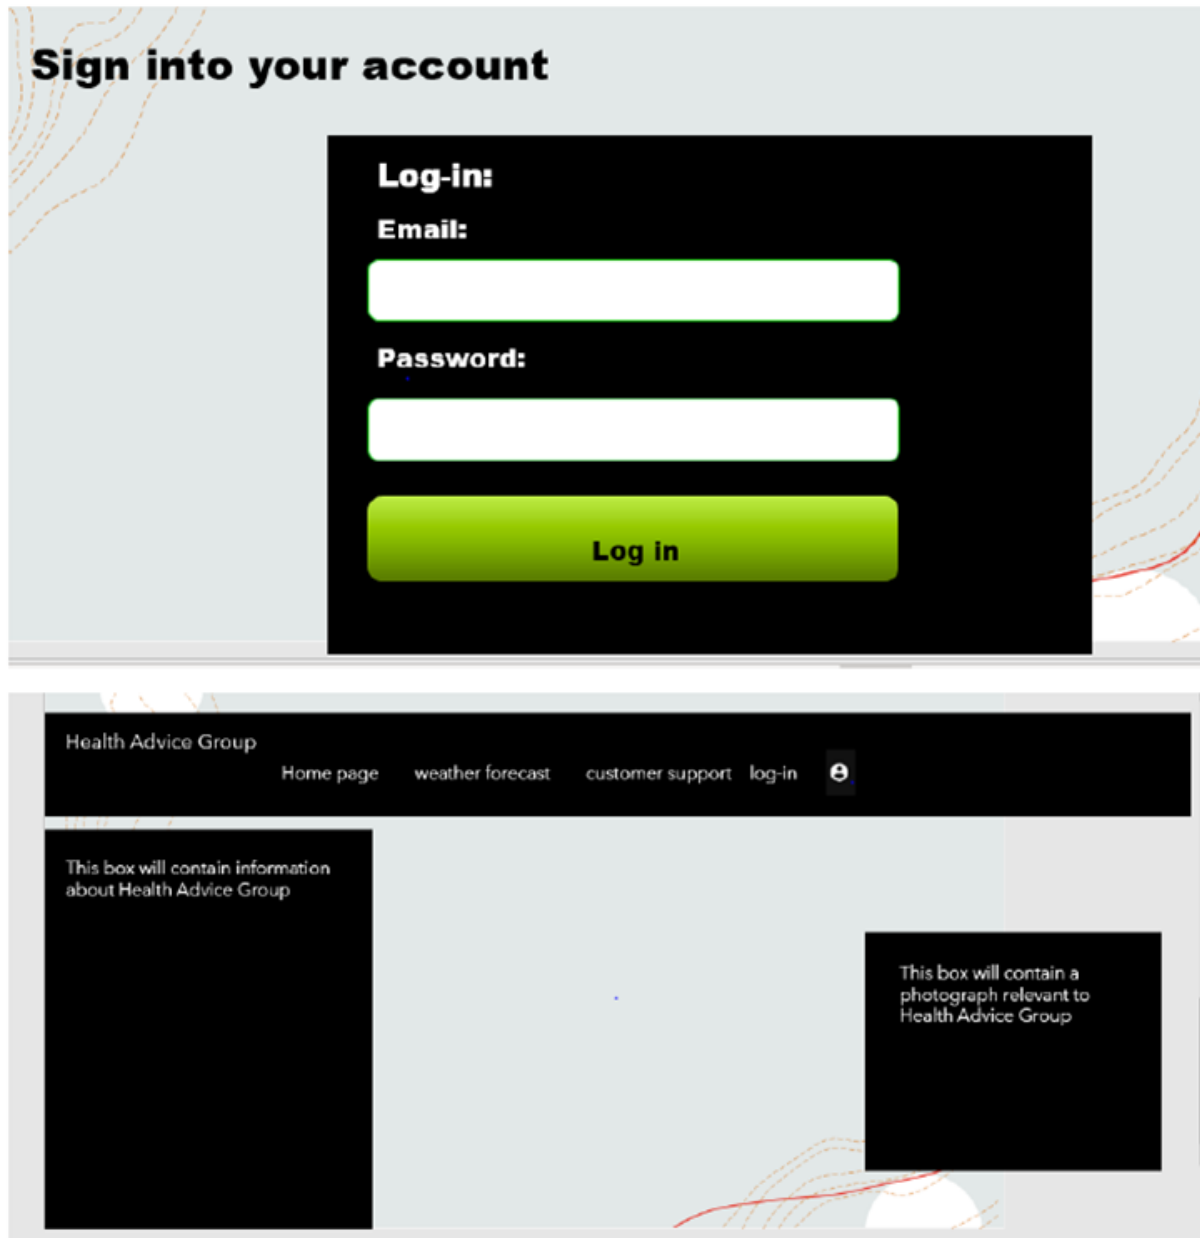 Sign into your account
Log-in:
Email:
Password:
Log in
Health Advice Group
Home page weather forecast customer support log-in
This box will contain information
about Health Advice Group
This box will contain a
photograph relevant to
Health Advice Group